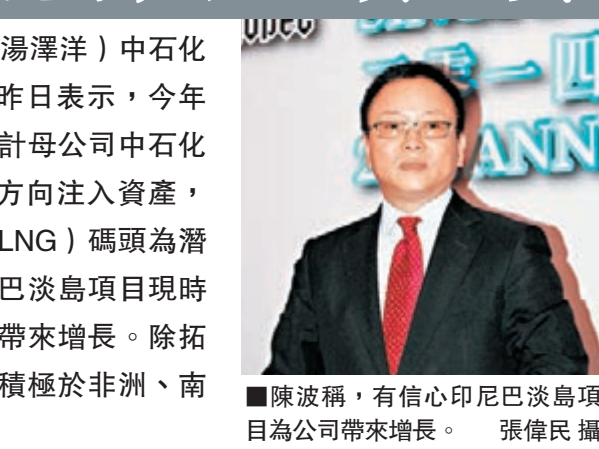 湯澤洋）中石化
昨日表示，今年
計母公司中石化
方向注入資產，
LNG）碼頭為潛
巴淡島項目現時
帶來增長。除拓
積極於非洲、南
一四
ANN
■陳波稱，有信心印尼巴淡島項
目為公司帶來增長。 張偉民 攝